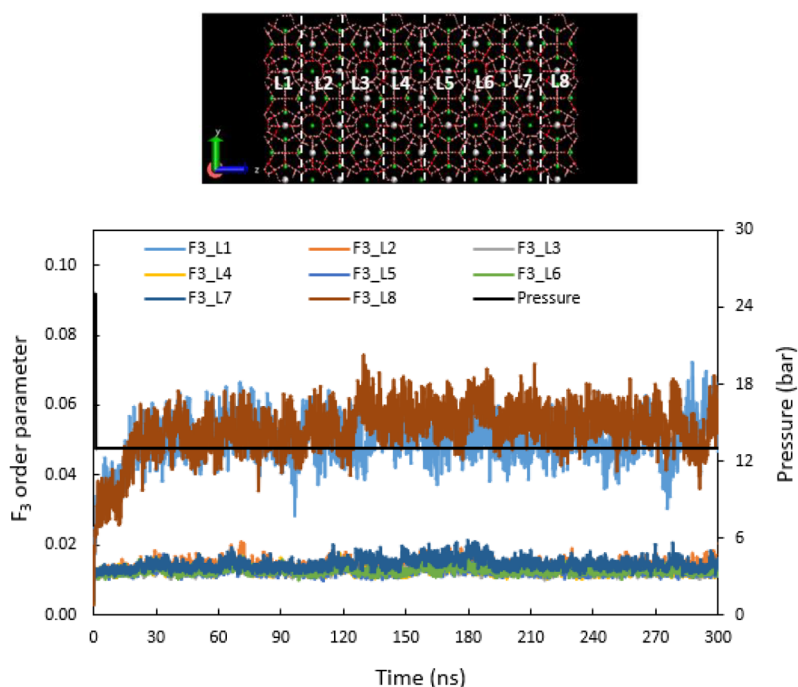 L1 L2 L3 L4 L5 L6 L7 L8
y
z
F3_L1 F3_L2 F3_L3
F3_L4 F3_L5 F3_L6
F3_L7 F3_L8 Pressure
F₃ order parameter
0.10
0.08
0.06
0.04
0.02
0.00
30
24
18
12
6
0
Pressure (bar)
0 30 60 90 120 150 180 210 240 270 300
Time (ns)